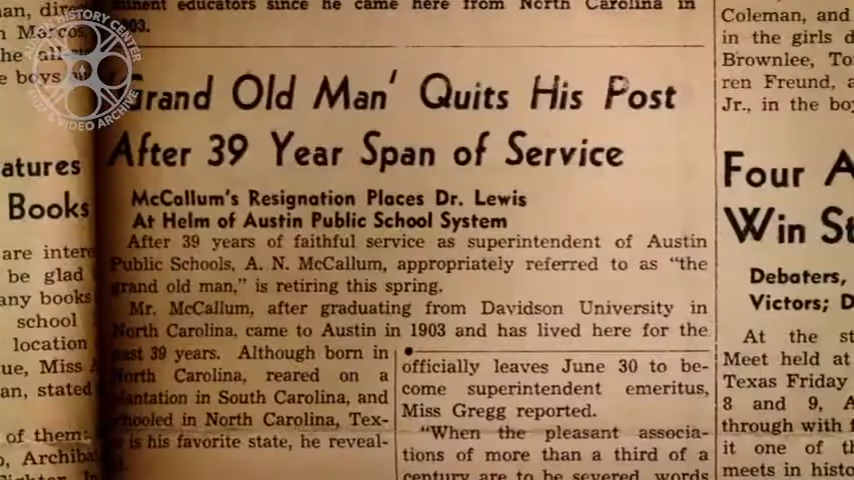 an, direc
n Marcos,
he all-st
e boys a
AUSTIN HISTORY CENTER
FILM & VIDEO ARCHIVE
atures
Books
are intere
be glad
any books
school
location
ue, Miss A
an, stated
of them:
o, Archiba
minent educators since he came here from North Carolina in
1903.
'Grand Old Man' Quits His Post
After 39 Year Span of Service
McCallum's Resignation Places Dr. Lewis
At Helm of Austin Public School System
After 39 years of faithful service as superintendent of Austin
Public Schools, A. N. McCallum, appropriately referred to as "the
grand old man," is retiring this spring.
Mr. McCallum, after graduating from Davidson University in
North Carolina, came to Austin in 1903 and has lived here for the
past 39 years. Although born in
North Carolina, reared on a
plantation in South Carolina, and
schooled in North Carolina, Tex-
is his favorite state, he reveal-
officially leaves June 30 to be-
come superintendent emeritus,
Miss Gregg reported.
"When the pleasant associa-
tions of more than a third of a
century are to be severed, words
Coleman, and
in the girls d
Brownlee, To
ren Freund, a
Jr., in the boy
Four A
Win St
Debaters,
Victors; D
At the st
Meet held at
Texas Friday
8 and 9, A
through with f
it one of th
meets in histo